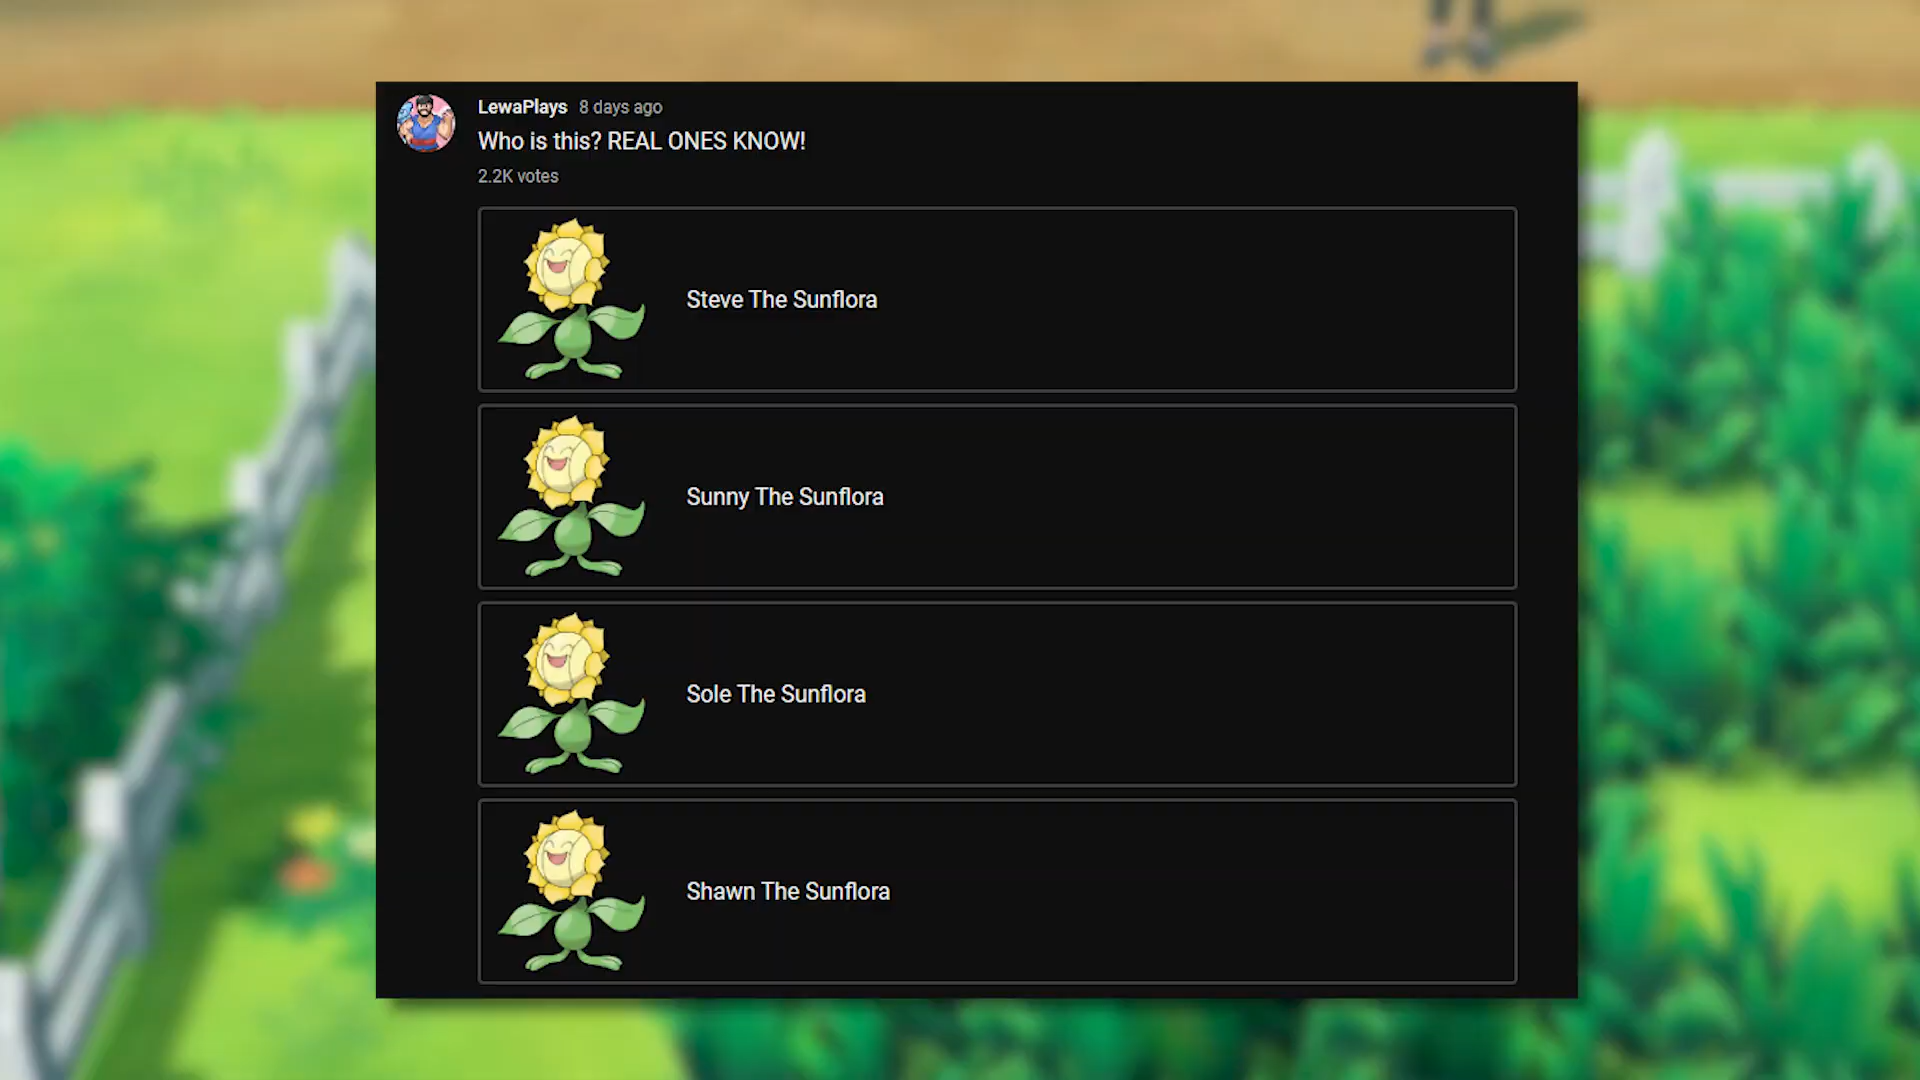 LewaPlays 8 days ago
Who is this? REAL ONES KNOW!
2.2K votes
Steve The Sunflora
Sunny The Sunflora
Sole The Sunflora
Shawn The Sunflora